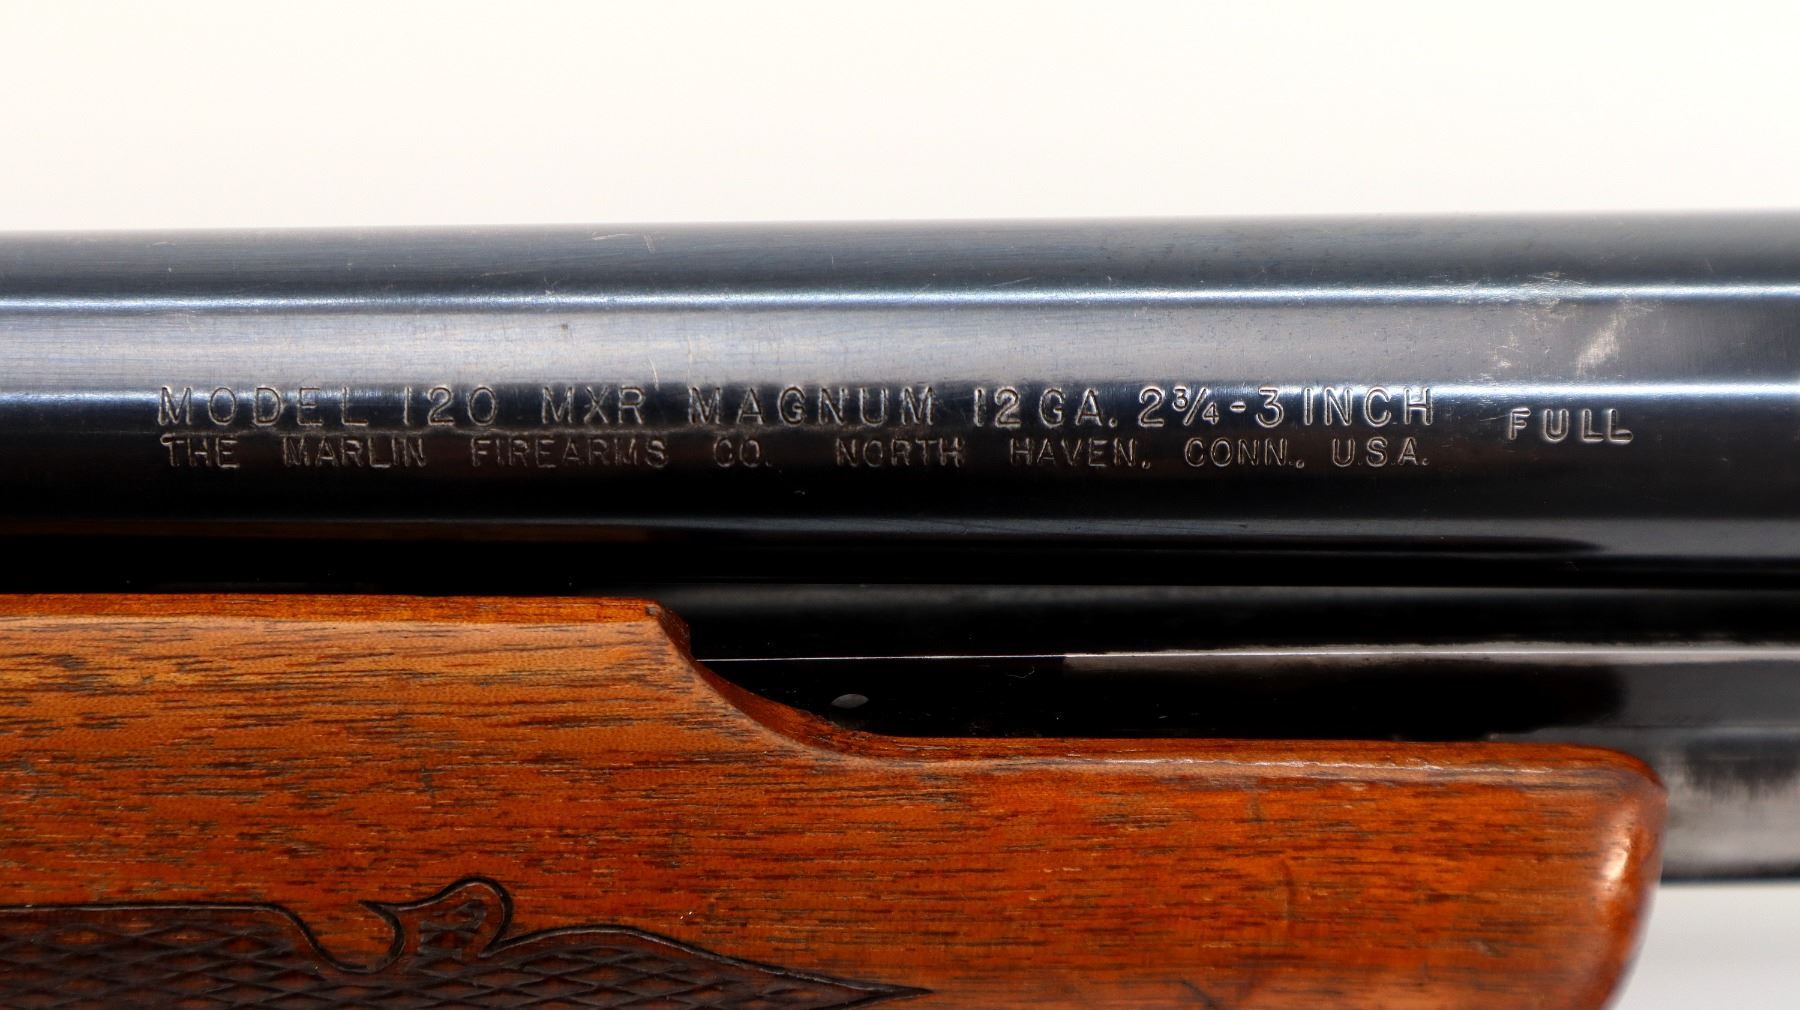 MODEL 120 MXR MAGNUM 12 GA. 2¾-3 INCH FULL
THE MARLIN FIREARMS CO. NORTH HAVEN, CONN. U.S.A.